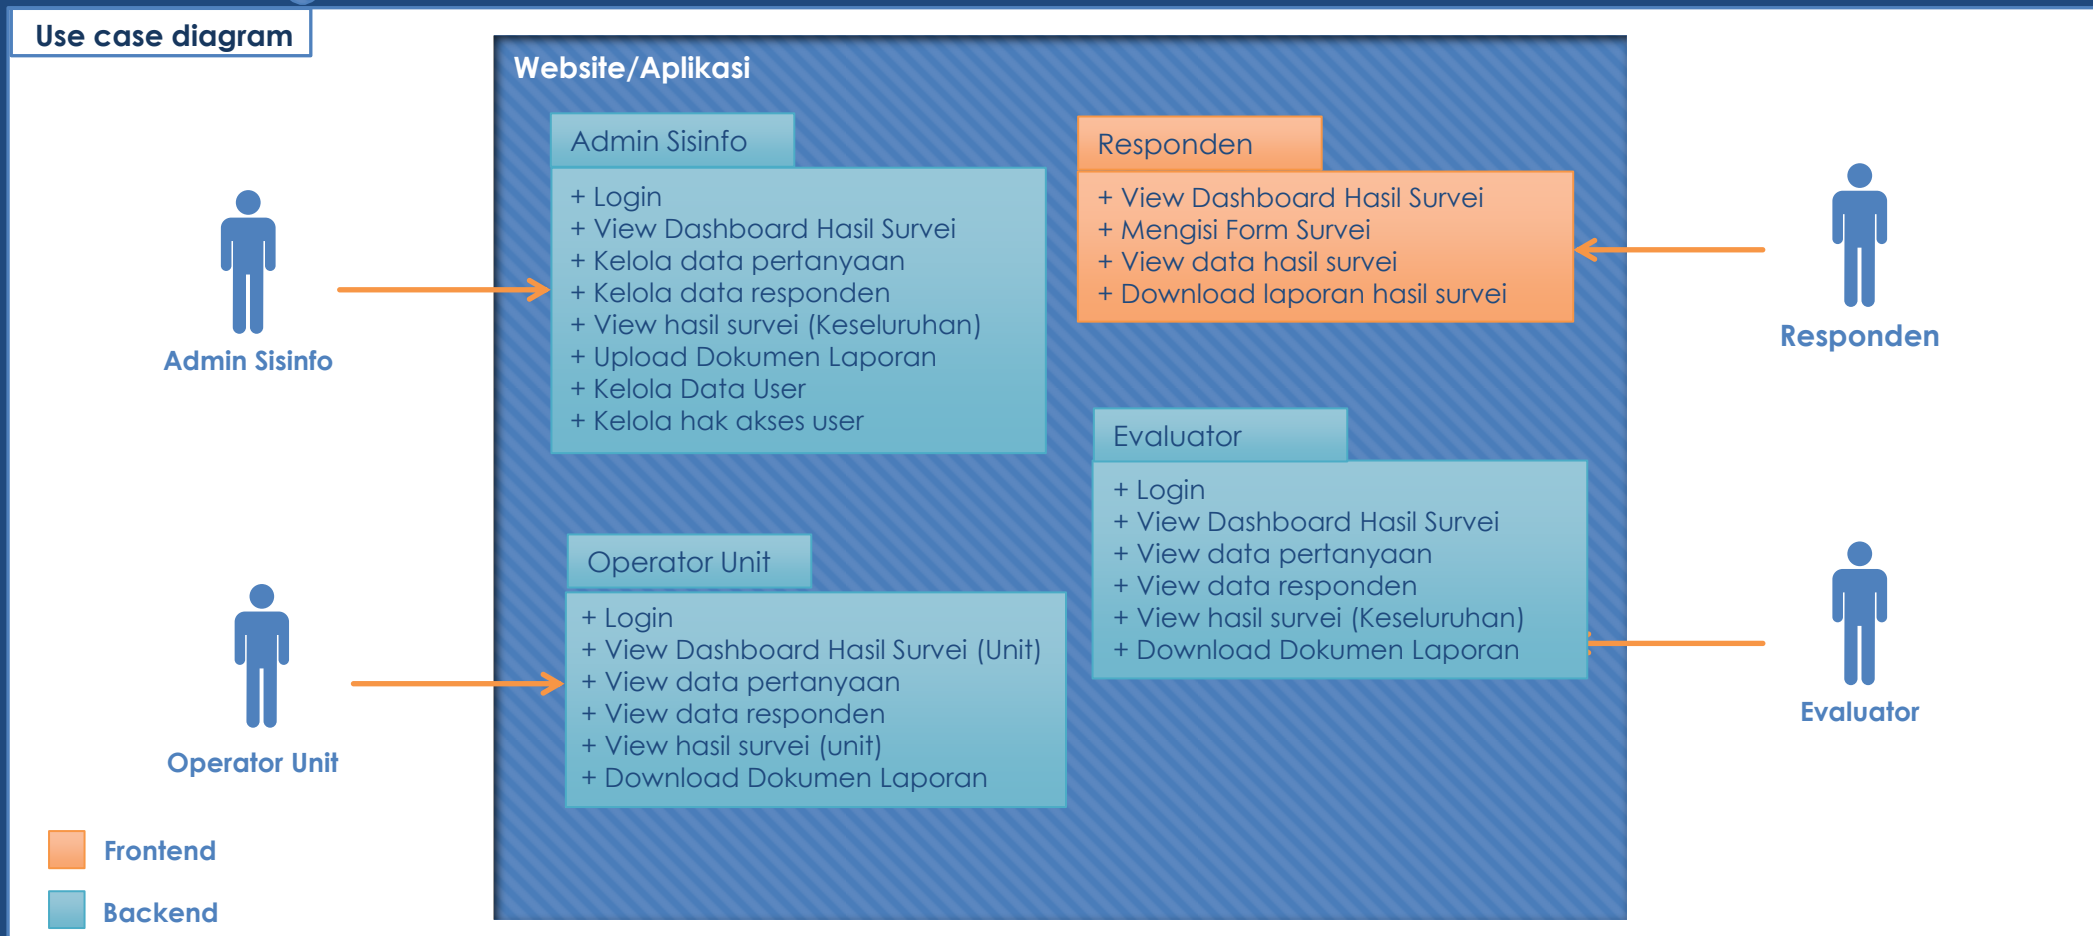 Use case diagram
Website/Aplikasi
Admin Sisinfo
+ Login
+ View Dashboard Hasil Survei
+ Kelola data pertanyaan
+ Kelola data responden
+ View hasil survei (Keseluruhan)
+ Upload Dokumen Laporan
+ Kelola Data User
+ Kelola hak akses user
Responden
+ View Dashboard Hasil Survei
+ Mengisi Form Survei
+ View data hasil survei
+ Download laporan hasil survei
Admin Sisinfo
Responden
Operator Unit
+ Login
+ View Dashboard Hasil Survei (Unit)
+ View data pertanyaan
+ View data responden
+ View hasil survei (unit)
+ Download Dokumen Laporan
Evaluator
+ Login
+ View Dashboard Hasil Survei
+ View data pertanyaan
+ View data responden
+ View hasil survei (Keseluruhan)
+ Download Dokumen Laporan
Operator Unit
Evaluator
Frontend
Backend